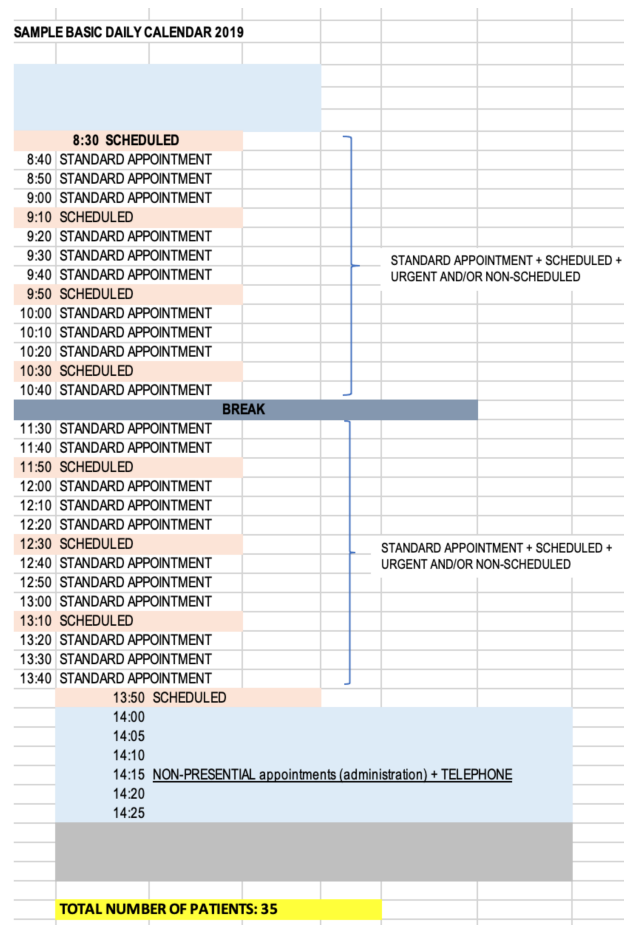 SAMPLE BASIC DAILY CALENDAR 2019
8:30 SCHEDULED
8:40 STANDARD APPOINTMENT
8:50 STANDARD APPOINTMENT
9:00 STANDARD APPOINTMENT
9:10 SCHEDULED
9:20 STANDARD APPOINTMENT
9:30 STANDARD APPOINTMENT
9:40 STANDARD APPOINTMENT
9:50 SCHEDULED
10:00 STANDARD APPOINTMENT
10:10 STANDARD APPOINTMENT
10:20 STANDARD APPOINTMENT
10:30 SCHEDULED
10:40 STANDARD APPOINTMENT
STANDARD APPOINTMENT + SCHEDULED +
URGENT AND/OR NON-SCHEDULED
BREAK
11:30 STANDARD APPOINTMENT
11:40 STANDARD APPOINTMENT
11:50 SCHEDULED
12:00 STANDARD APPOINTMENT
12:10 STANDARD APPOINTMENT
12:20 STANDARD APPOINTMENT
12:30 SCHEDULED
12:40 STANDARD APPOINTMENT
12:50 STANDARD APPOINTMENT
13:00 STANDARD APPOINTMENT
13:10 SCHEDULED
13:20 STANDARD APPOINTMENT
13:30 STANDARD APPOINTMENT
13:40 STANDARD APPOINTMENT
STANDARD APPOINTMENT + SCHEDULED +
URGENT AND/OR NON-SCHEDULED
13:50 SCHEDULED
14:00
14:05
14:10
14:15 NON-PRESENTIAL appointments (administration) + TELEPHONE
14:20
14:25
TOTAL NUMBER OF PATIENTS: 35